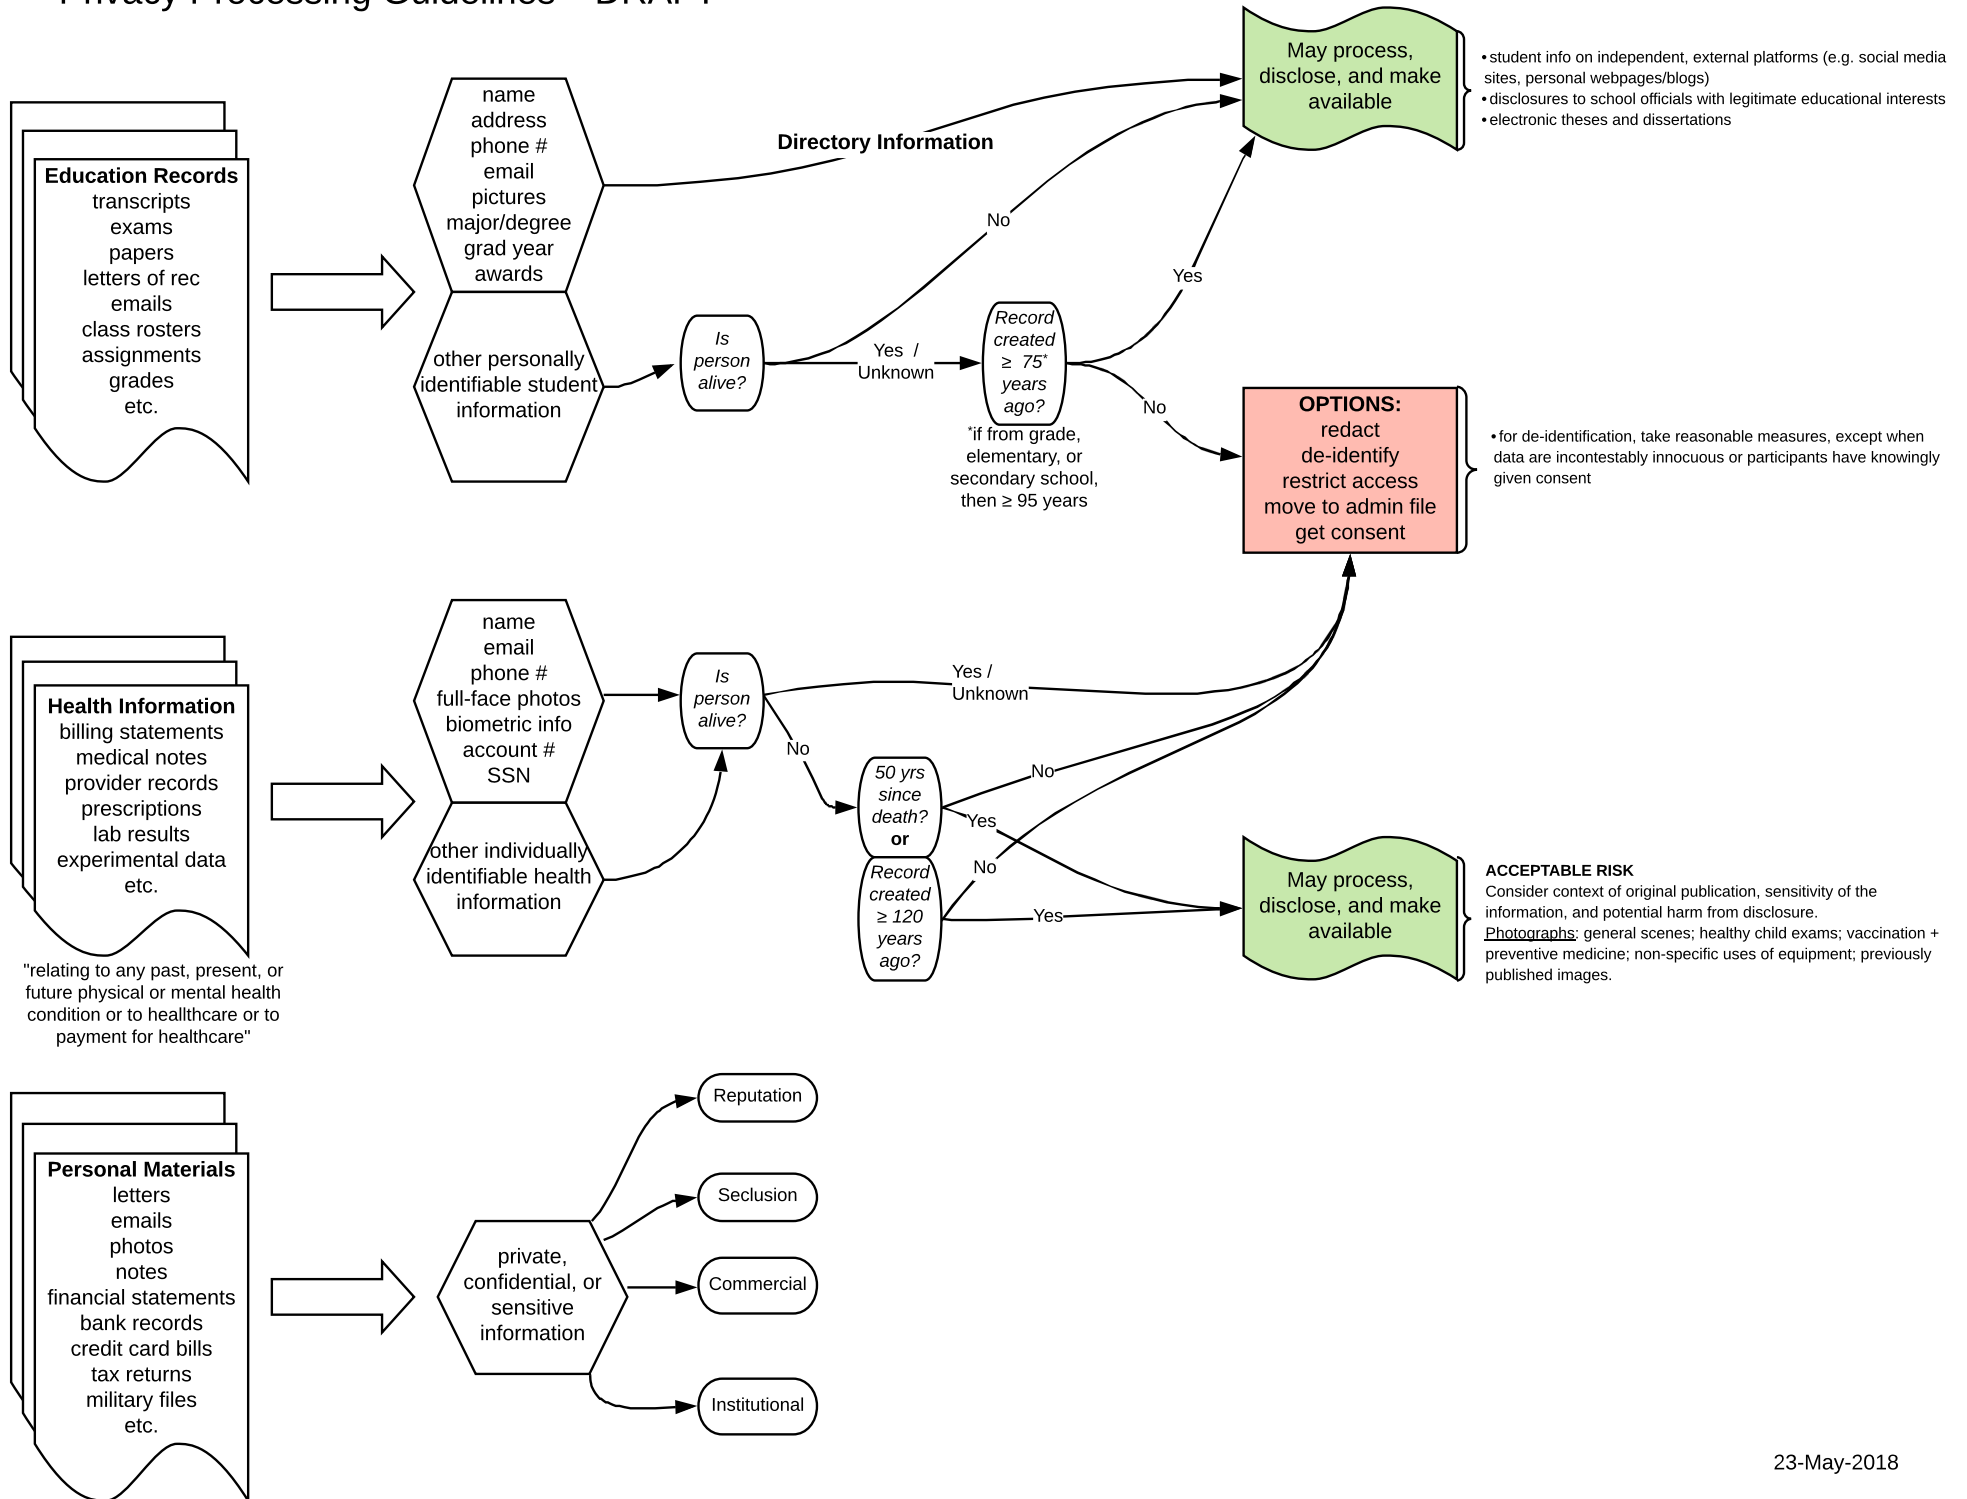 Privacy Processing Guidelines - DRAFT
Education Records
transcripts
exams
papers
letters of rec
emails
class rosters
assignments
grades
etc.
name
address
phone #
email
pictures
major/degree
grad year
awards
other personally
identifiable student
information
Directory Information
Is
person
alive?
No
Yes /
Unknown
Record
created
≥ 75*
years
ago?
*if from grade,
elementary, or
secondary school,
then ≥ 95 years
Yes
No
May process,
disclose, and make
available
•student info on independent, external platforms (e.g. social media
sites, personal webpages/blogs)
•disclosures to school officials with legitimate educational interests
•electronic theses and dissertations
OPTIONS:
redact
de-identify
restrict access
move to admin file
get consent
•for de-identification, take reasonable measures, except when
data are incontestably innocuous or participants have knowingly
given consent
Health Information
billing statements
medical notes
provider records
prescriptions
lab results
experimental data
etc.
"relating to any past, present, or
future physical or mental health
condition or to heallthcare or to
payment for healthcare"
name
email
phone #
full-face photos
biometric info
account #
SSN
other individually
identifiable health
information
Is
person
alive?
Yes /
Unknown
No
50 yrs
since
death?
or
Record
created
≥ 120
years
ago?
No
Yes
No
Yes
May process,
disclose, and make
available
ACCEPTABLE RISK
Consider context of original publication, sensitivity of the
information, and potential harm from disclosure.
Photographs: general scenes; healthy child exams; vaccination +
preventive medicine; non-specific uses of equipment; previously
published images.
Personal Materials
letters
emails
photos
notes
financial statements
bank records
credit card bills
tax returns
military files
etc.
private,
confidential, or
sensitive
information
Reputation
Seclusion
Commercial
Institutional
23-May-2018